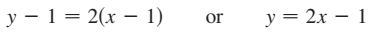 y − 1 = 2(x − 1)  or  y = 2x − 1